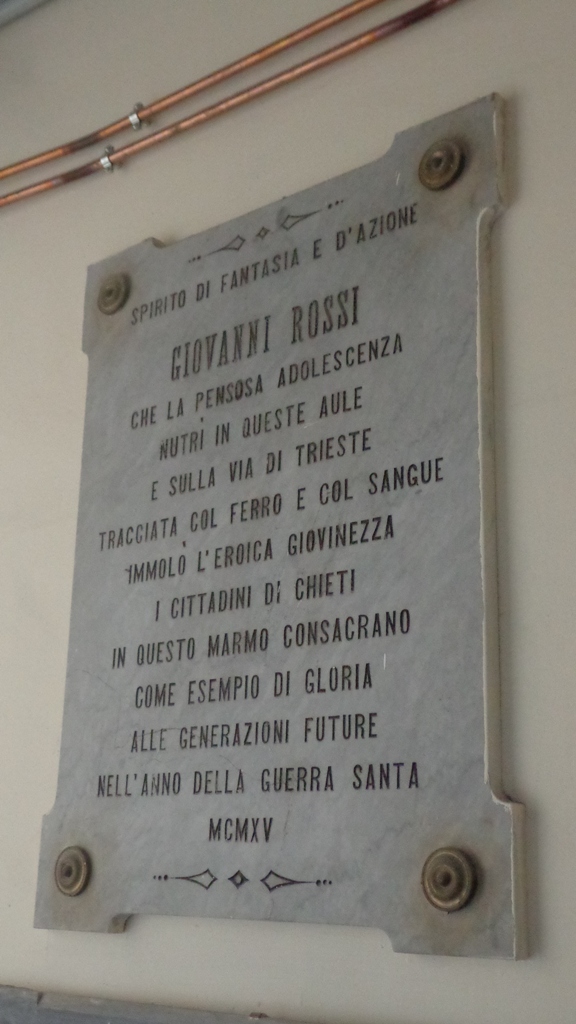 SPIRITO DI FANTASIA E D'AZIONE
GIOVANNI ROSSI
CHE LA PENSOSA ADOLESCENZA
NUTRÌ IN QUESTE AULE
E SULLA VIA DI TRIESTE
TRACCIATA COL FERRO E COL SANGUE
IMMOLÒ L'EROICA GIOVINEZZA
I CITTADINI DI CHIETI
IN QUESTO MARMO CONSACRANO
COME ESEMPIO DI GLORIA
ALLE GENERAZIONI FUTURE
NELL'ANNO DELLA GUERRA SANTA
MCMXV